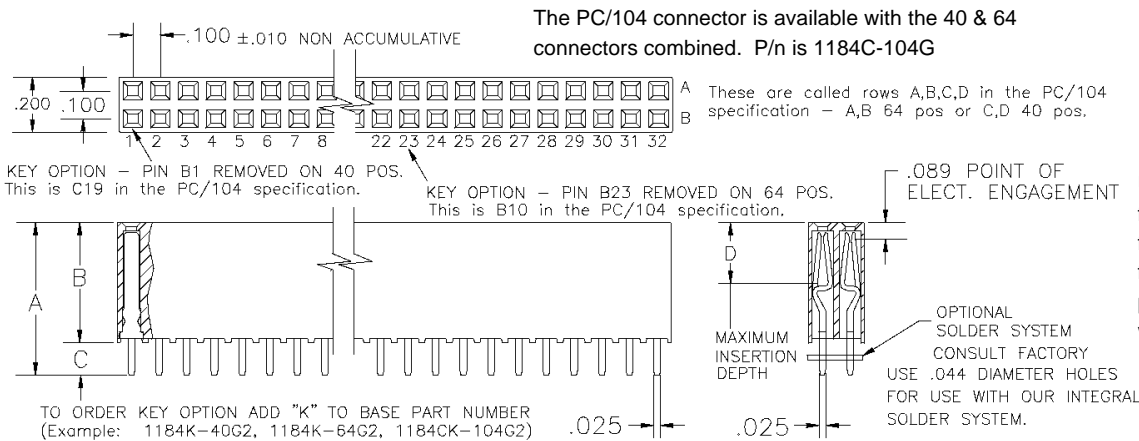 The PC/104 connector is available with the 40 & 64
connectors combined. P/n is 1184C-104G
.100 ±.010 NON ACCUMULATIVE
.200
.100
A
B
These are called rows A,B,C,D in the PC/104
specification – A,B 64 pos or C,D 40 pos.
1 2 3 4 5 6 7 8 22 23 24 25 26 27 28 29 30 31 32
KEY OPTION – PIN B1 REMOVED ON 40 POS.
This is C19 in the PC/104 specification.
KEY OPTION – PIN B23 REMOVED ON 64 POS.
This is B10 in the PC/104 specification.
.089 POINT OF
ELECT. ENGAGEMENT
A
B
C
D
MAXIMUM
INSERTION
DEPTH
OPTIONAL
SOLDER SYSTEM
CONSULT FACTORY
USE .044 DIAMETER HOLES
FOR USE WITH OUR INTEGRAL
SOLDER SYSTEM.
TO ORDER KEY OPTION ADD "K" TO BASE PART NUMBER
(Example: 1184K-40G2, 1184K-64G2, 1184CK-104G2)
.025
.025